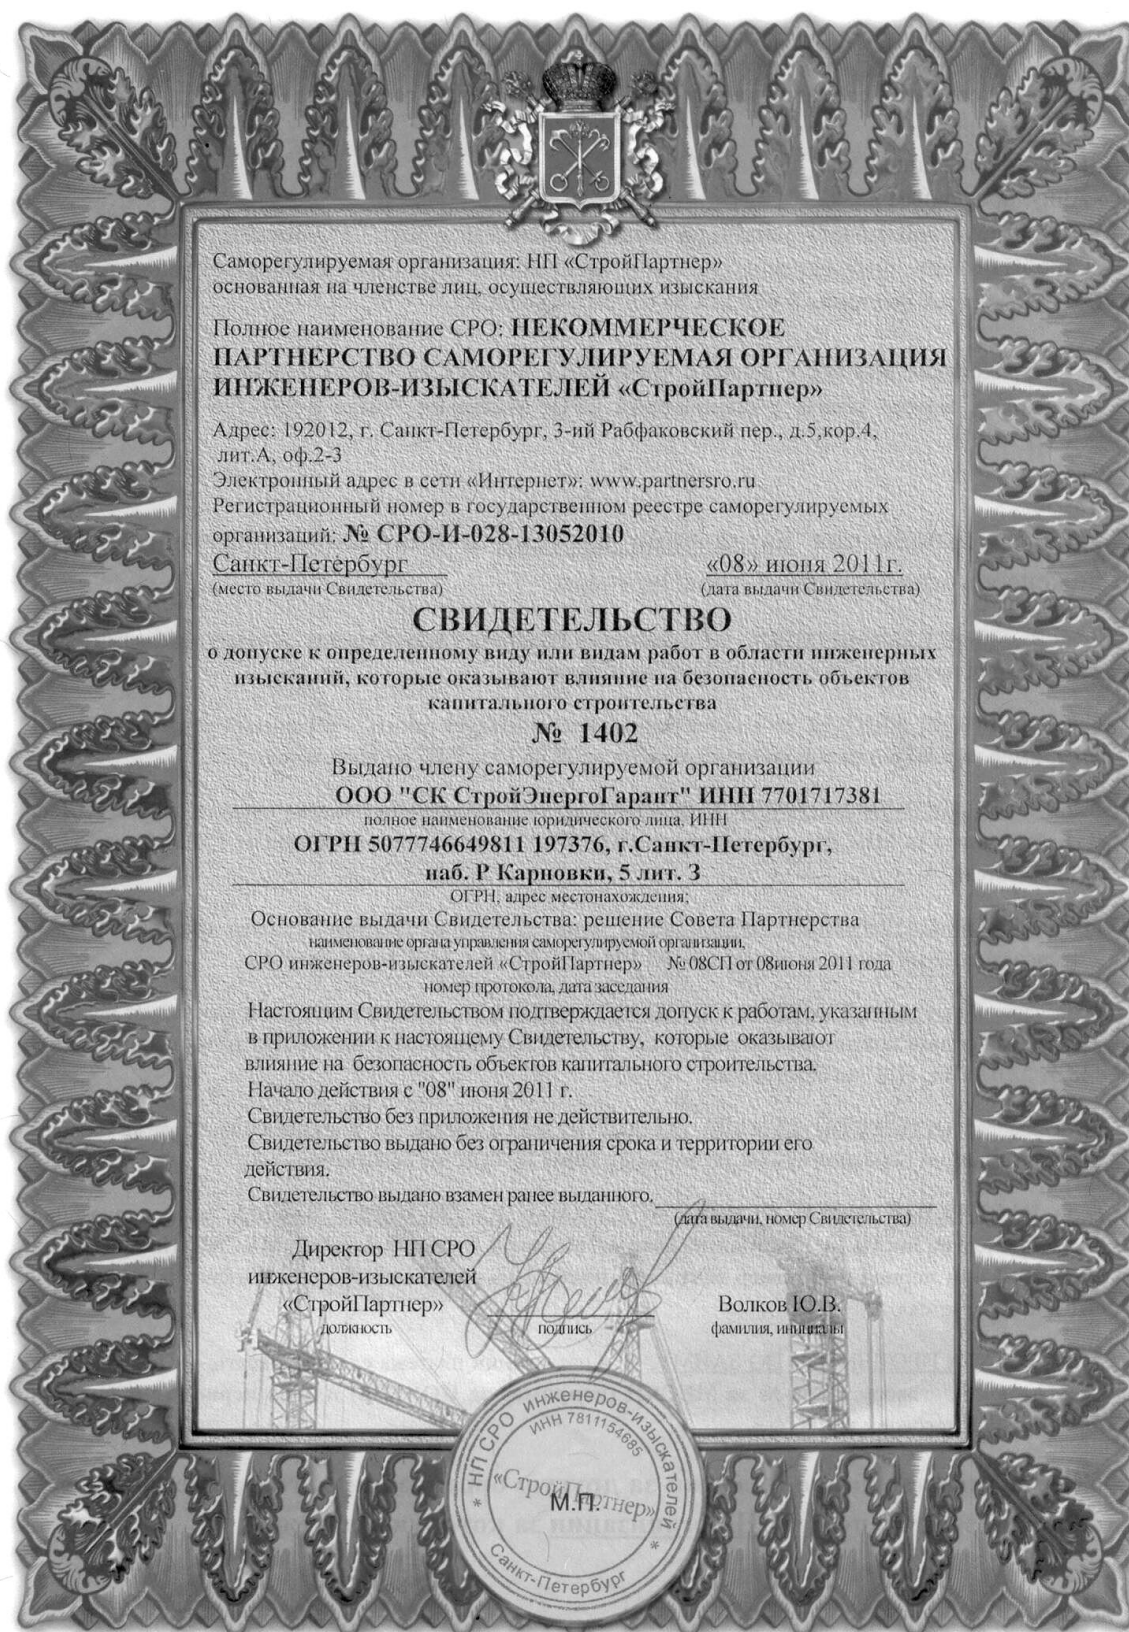 Саморегулируемая организация: НП «СтройПартнер»
основанная на членстве лиц, осуществляющих изыскания
Полное наименование СРО: НЕКОММЕРЧЕСКОЕ
ПАРТНЕРСТВО САМОРЕГУЛИРУЕМАЯ ОРГАНИЗАЦИЯ
ИНЖЕНЕРОВ-ИЗЫСКАТЕЛЕЙ «СтройПартнер»
Адрес: 192012, г. Санкт-Петербург, 3-ий Рабфаковский пер., д.5,кор.4,
лит.А, оф.2-3
Электронный адрес в сети «Интернет»: www.partnersro.ru
Регистрационный номер в государственном реестре саморегулируемых
организаций: № СРО-И-028-13052010
Санкт-Петербург «08» июня 2011г.
(место выдачи Свидетельства) (дата выдачи Свидетельства)
СВИДЕТЕЛЬСТВО
о допуске к определенному виду или видам работ в области инженерных
изысканий, которые оказывают влияние на безопасность объектов
капитального строительства
№ 1402
Выдано члену саморегулируемой организации
ООО "СК СтройЭнергоГарант" ИНН 7701717381
полное наименование юридического лица, ИНН
ОГРН 5077746649811 197376, г.Санкт-Петербург,
наб. Р Карповки, 5 лит. З
ОГРН, адрес местонахождения;
Основание выдачи Свидетельства: решение Совета Партнерства
наименование органа управления саморегулируемой организации,
СРО инженеров-изыскателей «СтройПартнер» № 08СП от 08июня 2011 года
номер протокола, дата заседания
Настоящим Свидетельством подтверждается допуск к работам, указанным
в приложении к настоящему Свидетельству, которые оказывают
влияние на безопасность объектов капитального строительства.
Начало действия с "08" июня 2011 г.
Свидетельство без приложения не действительно.
Свидетельство выдано без ограничения срока и территории его
действия.
Свидетельство выдано взамен ранее выданного.
(дата выдачи, номер Свидетельства)
Директор НП СРО
инженеров-изыскателей
«СтройПартнер» Волков Ю.В.
должность подпись фамилия, инициалы
* НП СРО инженеров-изыскателей *
ИНН 7811154685
«СтройПартнер»
М.П.
Санкт-Петербург